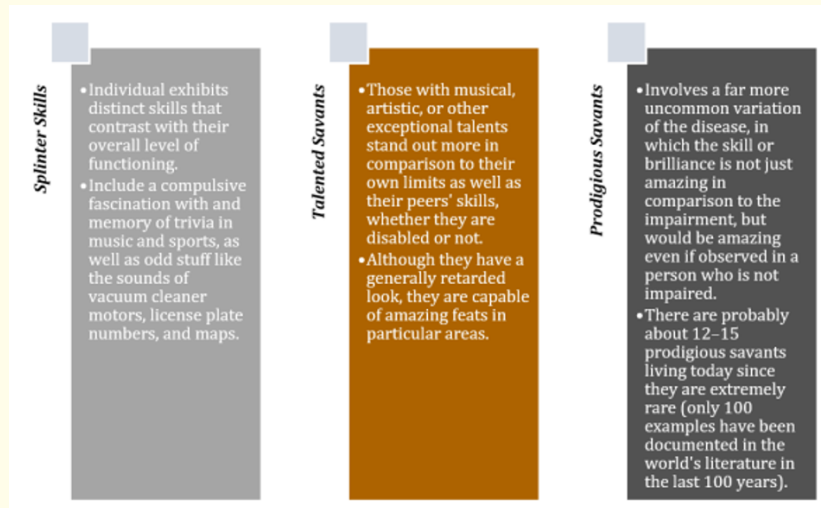 Splinter Skills
•Individual exhibits
distinct skills that
contrast with their
overall level of
functioning.
•Include a compulsive
fascination with and
memory of trivia in
music and sports, as
well as odd stuff like
the sounds of
vacuum cleaner
motors, license plate
numbers, and maps.
Talented Savants
•Those with musical,
artistic, or other
exceptional talents
stand out more in
comparison to their
own limits as well as
their peers' skills,
whether they are
disabled or not.
•Although they have a
generally retarded
look, they are capable
of amazing feats in
particular areas.
Prodigious Savants
•Involves a far more
uncommon variation
of the disease, in
which the skill or
brilliance is not just
amazing in
comparison to the
impairment, but
would be amazing
even if observed in a
person who is not
impaired.
•There are probably
about 12–15
prodigious savants
living today since
they are extremely
rare (only 100
examples have been
documented in the
world's literature in
the last 100 years).